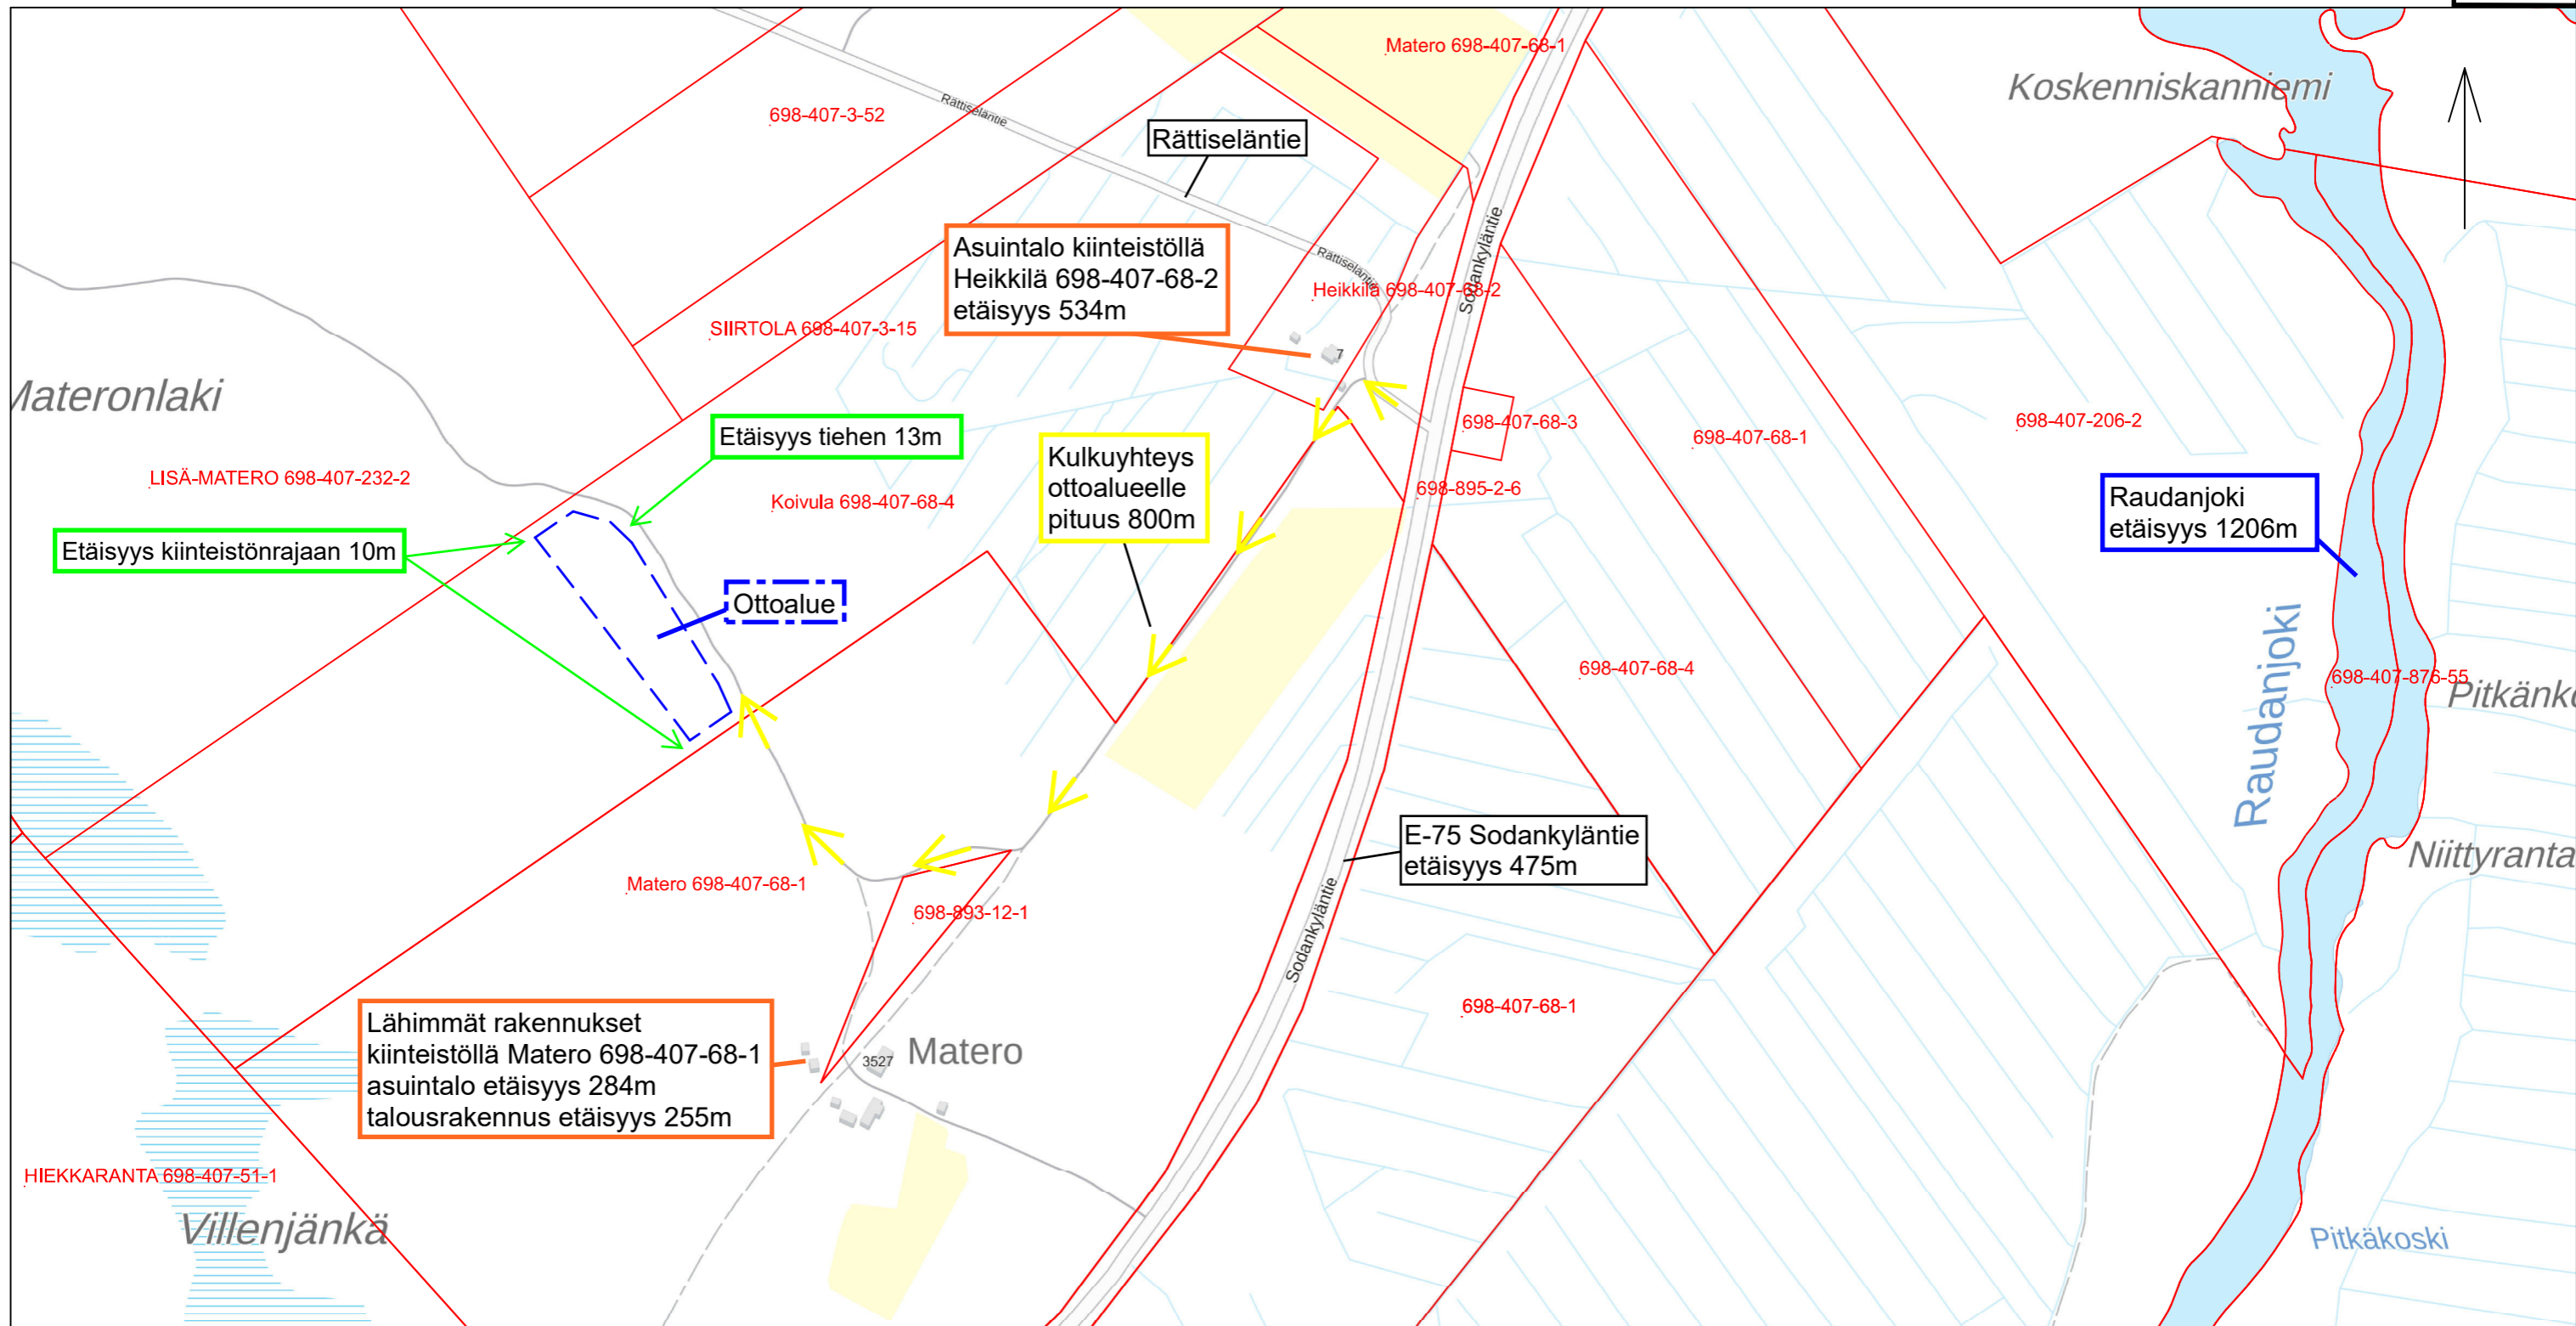 Matero 698-407-68-1
Koskenniskanniemi
698-407-3-52
Rättiseläntie
Rättiseläntie
Asuintalo kiinteistöllä
Heikkilä 698-407-68-2
etäisyys 534m
Rättiseläntie
Sodankyläntie
Heikkilä 698-407-68-2
SIIRTOLA 698-407-3-15
7
Materonlaki
Etäisyys tiehen 13m
698-407-68-3
698-407-68-1
698-407-206-2
LISÄ-MATERO 698-407-232-2
Koivula 698-407-68-4
Kulkuyhteys
ottoalueelle
pituus 800m
698-895-2-6
Raudanjoki
etäisyys 1206m
Etäisyys kiinteistönrajaan 10m
Ottoalue
698-407-68-4
Raudanjoki
698-407-876-55
Pitkänko
E-75 Sodankyläntie
etäisyys 475m
Niittyranta
Matero 698-407-68-1
698-893-12-1
Sodankyläntie
698-407-68-1
Lähimmät rakennukset
kiinteistöllä Matero 698-407-68-1
asuintalo etäisyys 284m
talousrakennus etäisyys 255m
3527
Matero
HIEKKARANTA 698-407-51-1
Villenjänkä
Pitkäkoski